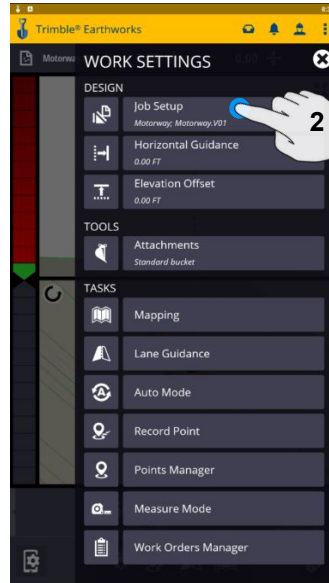 Trimble® Earthworks
Motorwa
WORK SETTINGS
0.00
DESIGN
Job Setup
Motorway; Motorway.V01
2
Horizontal Guidance
0.00 FT
Elevation Offset
0.00 FT
TOOLS
Attachments
Standard bucket
TASKS
Mapping
Lane Guidance
Auto Mode
Record Point
Points Manager
Measure Mode
Work Orders Manager